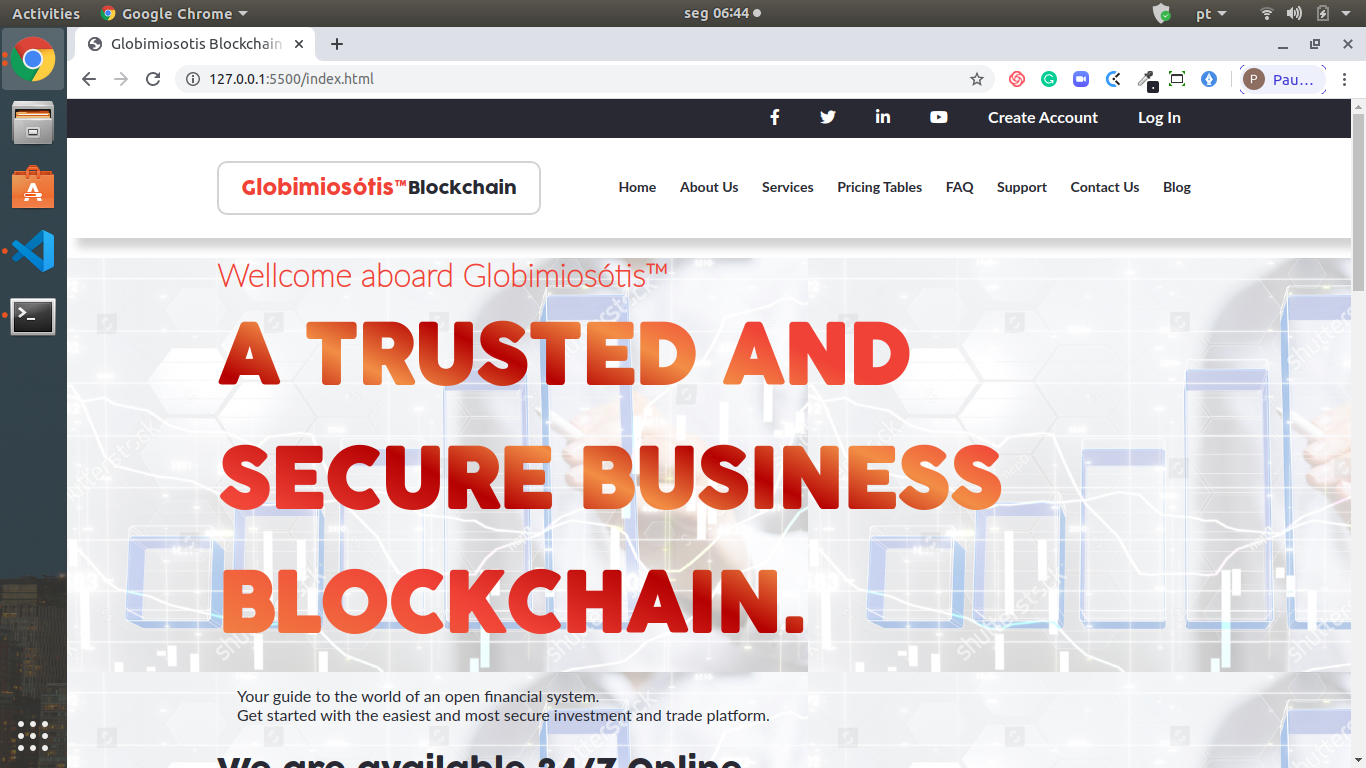 Activities Google Chrome seg 06:44 pt
Globimiosotis Blockchain
127.0.0.1:5500/index.html P Pau...
Create Account Log In
Globimiosótis™Blockchain Home About Us Services Pricing Tables FAQ Support Contact Us Blog
Wellcome aboard Globimiosótis™
A TRUSTED AND
SECURE BUSINESS
BLOCKCHAIN.
shutterstock
Your guide to the world of an open financial system.
Get started with the easiest and most secure investment and trade platform.
We are available 24/7 Online